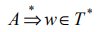 A ⇒* w ∈ T*